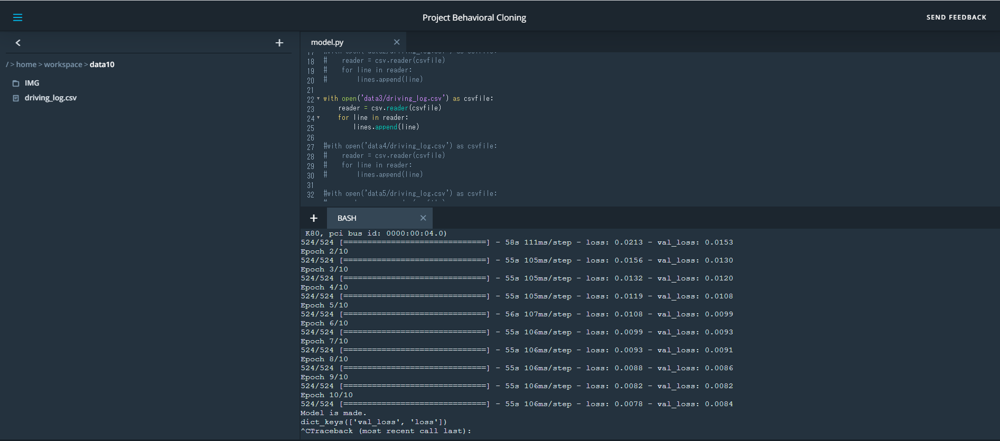 Project Behavioral Cloning
SEND FEEDBACK
/ > home > workspace > data10
IMG
driving_log.csv
model.py
17 #with open('data2/driving_log.csv') as csvfile:
18 #    reader = csv.reader(csvfile)
19 #    for line in reader:
20 #        lines.append(line)
21
22 with open('data3/driving_log.csv') as csvfile:
23     reader = csv.reader(csvfile)
24     for line in reader:
25         lines.append(line)
26
27 #with open('data4/driving_log.csv') as csvfile:
28 #    reader = csv.reader(csvfile)
29 #    for line in reader:
30 #        lines.append(line)
31
32 #with open('data5/driving_log.csv') as csvfile:
BASH
K80, pci bus id: 0000:00:04.0)
524/524 [==============================] - 58s 111ms/step - loss: 0.0213 - val_loss: 0.0153
Epoch 2/10
524/524 [==============================] - 55s 105ms/step - loss: 0.0156 - val_loss: 0.0130
Epoch 3/10
524/524 [==============================] - 55s 105ms/step - loss: 0.0132 - val_loss: 0.0120
Epoch 4/10
524/524 [==============================] - 55s 105ms/step - loss: 0.0119 - val_loss: 0.0108
Epoch 5/10
524/524 [==============================] - 56s 107ms/step - loss: 0.0108 - val_loss: 0.0099
Epoch 6/10
524/524 [==============================] - 55s 106ms/step - loss: 0.0099 - val_loss: 0.0093
Epoch 7/10
524/524 [==============================] - 55s 106ms/step - loss: 0.0093 - val_loss: 0.0091
Epoch 8/10
524/524 [==============================] - 55s 106ms/step - loss: 0.0088 - val_loss: 0.0086
Epoch 9/10
524/524 [==============================] - 55s 106ms/step - loss: 0.0082 - val_loss: 0.0082
Epoch 10/10
524/524 [==============================] - 55s 106ms/step - loss: 0.0078 - val_loss: 0.0084
Model is made.
dict_keys(['val_loss', 'loss'])
^CTraceback (most recent call last):